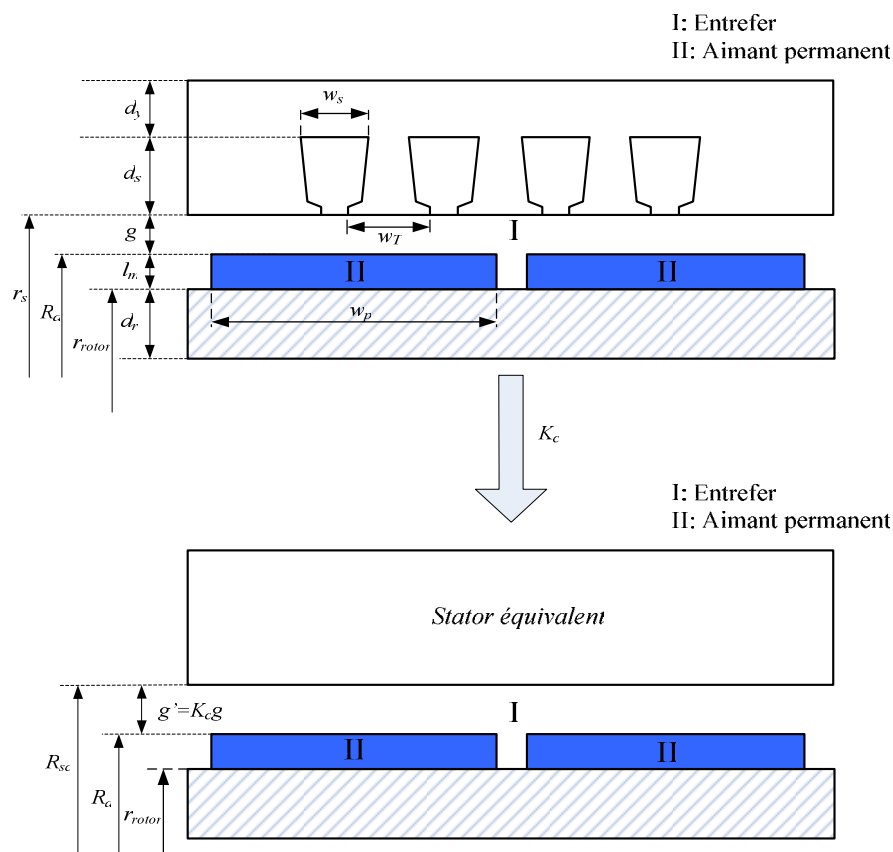 I: Entrefer
II: Aimant permanent
w_s
d_y
d_s
g
w_T
I
l_m
II
II
r_s
R_a
r_rotor
d_r
w_p
K_c
I: Entrefer
II: Aimant permanent
Stator équivalent
g'=K_cg
I
II
II
R_sc
R_a
r_rotor